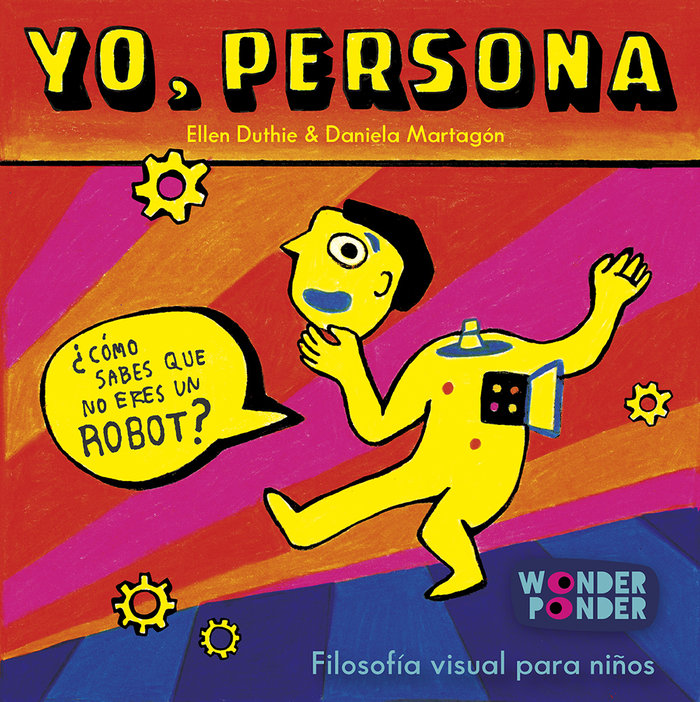 YO, PERSONA
Ellen Duthie & Daniela Martagón
¿CÓMO
SABES QUE
NO ERES UN
ROBOT?
WONDER
PONDER
Filosofía visual para niños